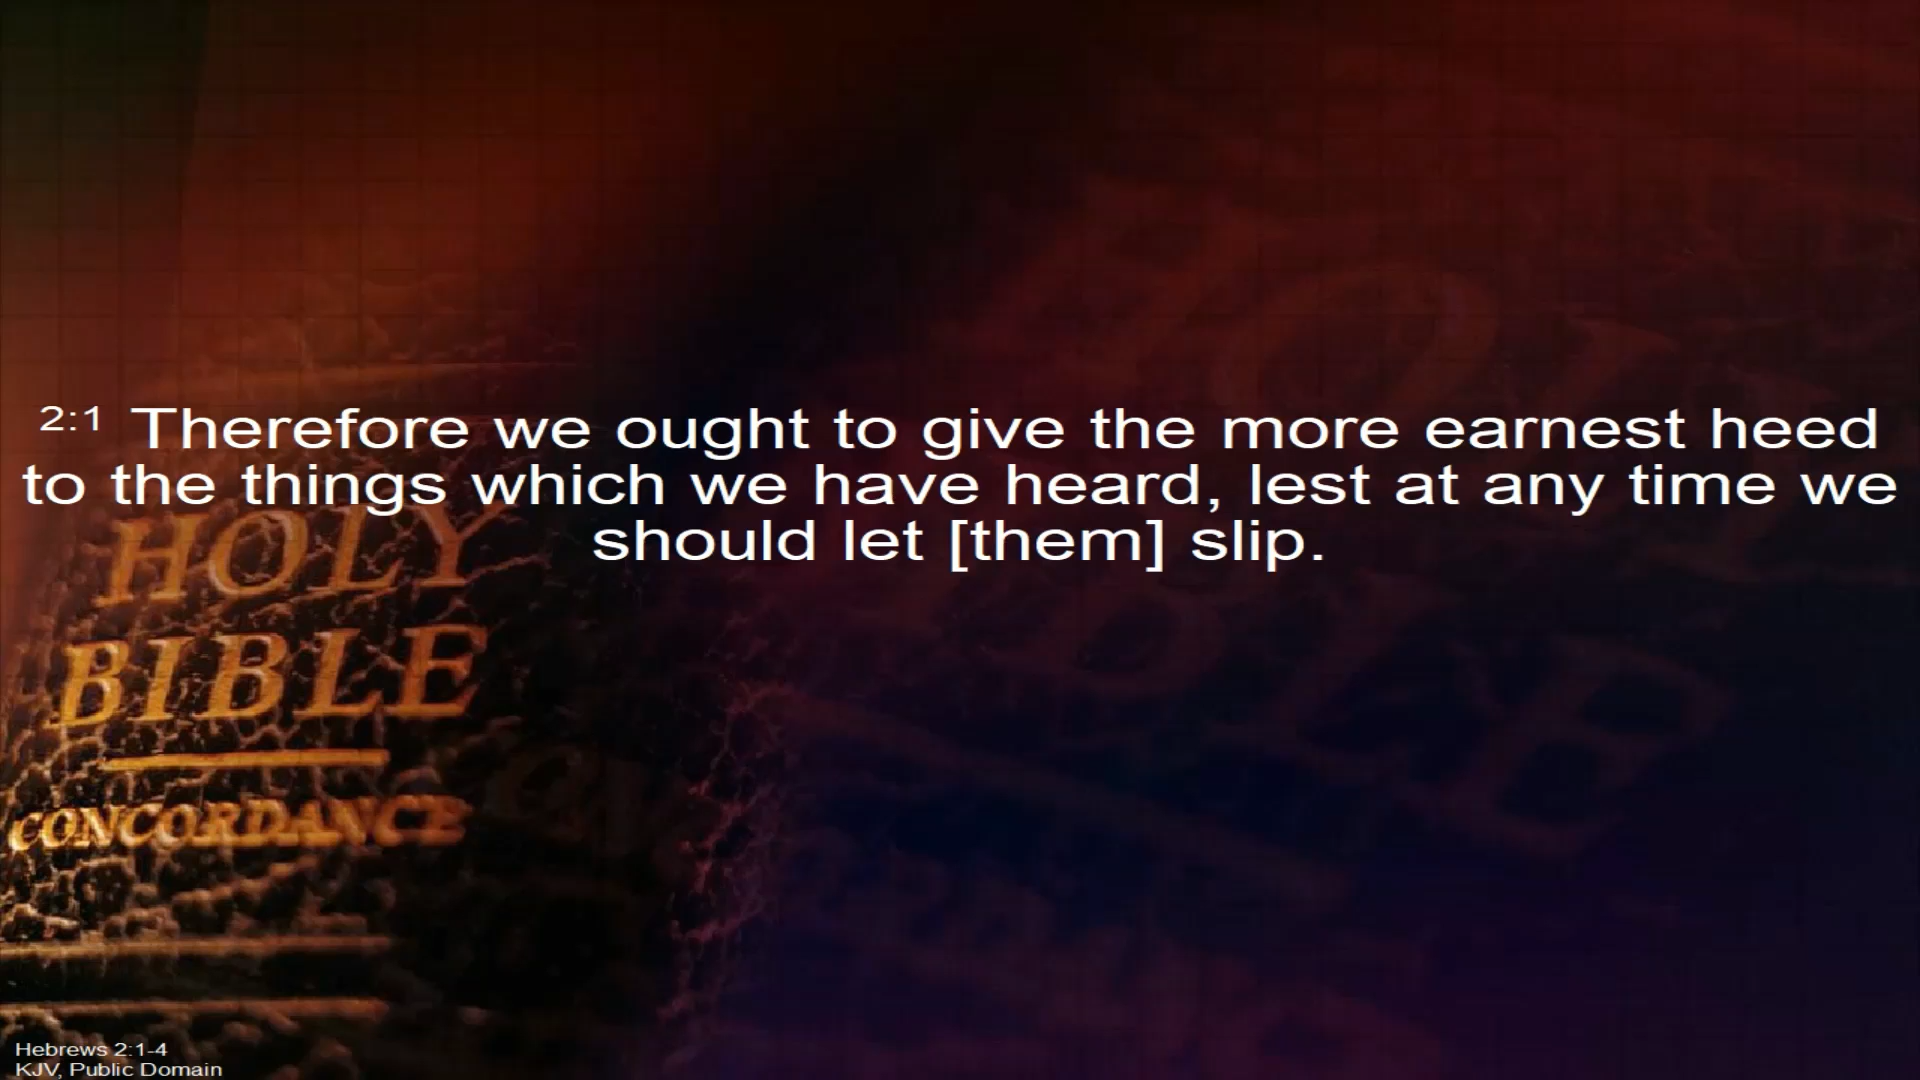 2:1 Therefore we ought to give the more earnest heed
to the things which we have heard, lest at any time we
should let [them] slip.
HOLY
BIBLE
CONCORDANCE
Hebrews 2:1-4
KJV, Public Domain